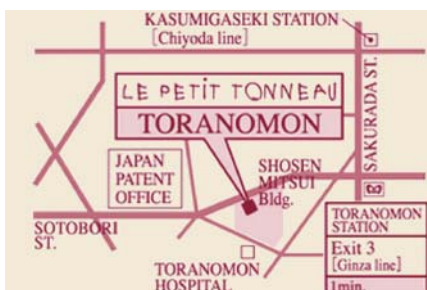 KASUMIGASEKI STATION
[Chiyoda line]
LE PETIT TONNEAU
TORANOMON
SAKURADA ST.
JAPAN
PATENT
OFFICE
SHOSEN
MITSUI
Bldg.
SOTOBORI
ST.
TORANOMON
HOSPITAL
TORANOMON
STATION
Exit 3
[Ginza line]
1min.